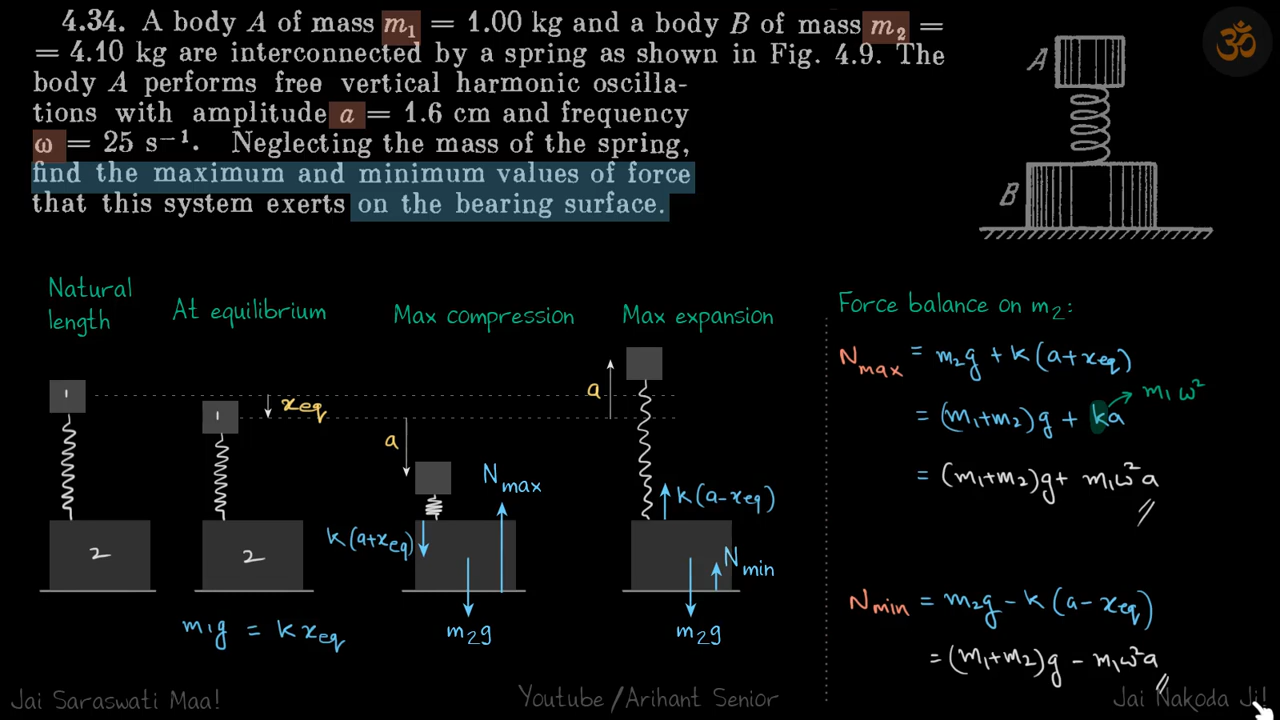 4.34. A body A of mass m₁ = 1.00 kg and a body B of mass m₂ =
= 4.10 kg are interconnected by a spring as shown in Fig. 4.9. The
body A performs free vertical harmonic oscilla-
tions with amplitude a = 1.6 cm and frequency
ω = 25 s⁻¹. Neglecting the mass of the spring,
find the maximum and minimum values of force
that this system exerts on the bearing surface.
A
B
ॐ
Natural
length
At equilibrium
Max compression
Max expansion
1
1
xeq
a
a
2
2
m₁g = kxeq
k(a+xeq)
Nmax
m₂g
k(a-xeq)
Nmin
m₂g
Force balance on m₂:
Nmax = m₂g + k(a+xeq)
= (m₁+m₂)g + ka
m₁ω²
= (m₁+m₂)g + m₁ω²a
Nmin = m₂g - k(a-xeq)
= (m₁+m₂)g - m₁ω²a
Jai Saraswati Maa!
Youtube/Arihant Senior
Jai Nakoda Ji!